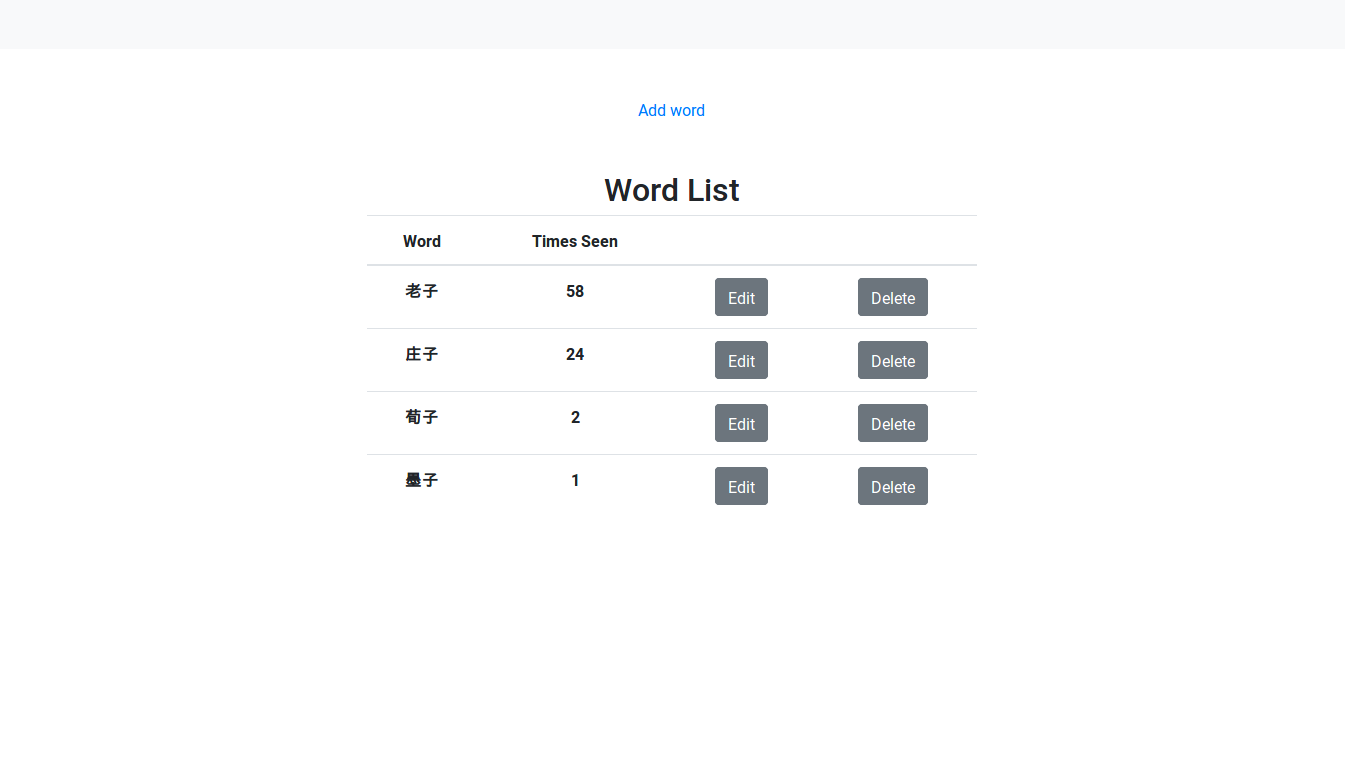 Add word
Word List
Word Times Seen
老子 58 Edit Delete
庄子 24 Edit Delete
荀子 2 Edit Delete
墨子 1 Edit Delete